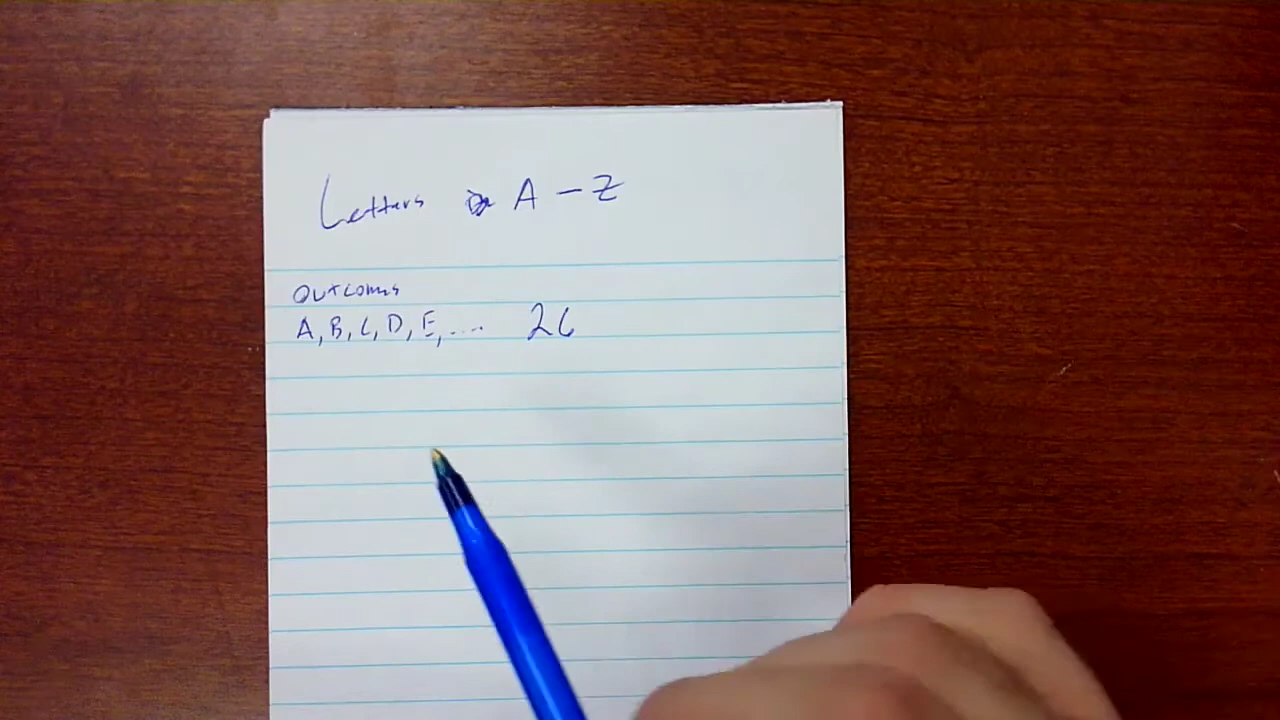 Letters A - Z
Outcomes
A, B, C, D, E, .... 26